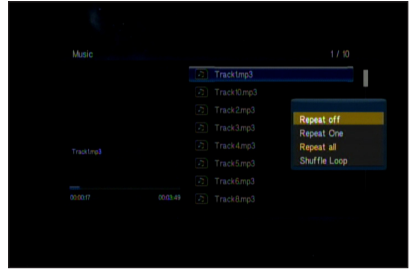 Music
1 / 10
Track1.mp3
Track10.mp3
Track2.mp3
Track3.mp3
Track4.mp3
Track5.mp3
Track6.mp3
Track8.mp3
Track1.mp3
00:00:17
00:03:49
Repeat off
Repeat One
Repeat all
Shuffle Loop